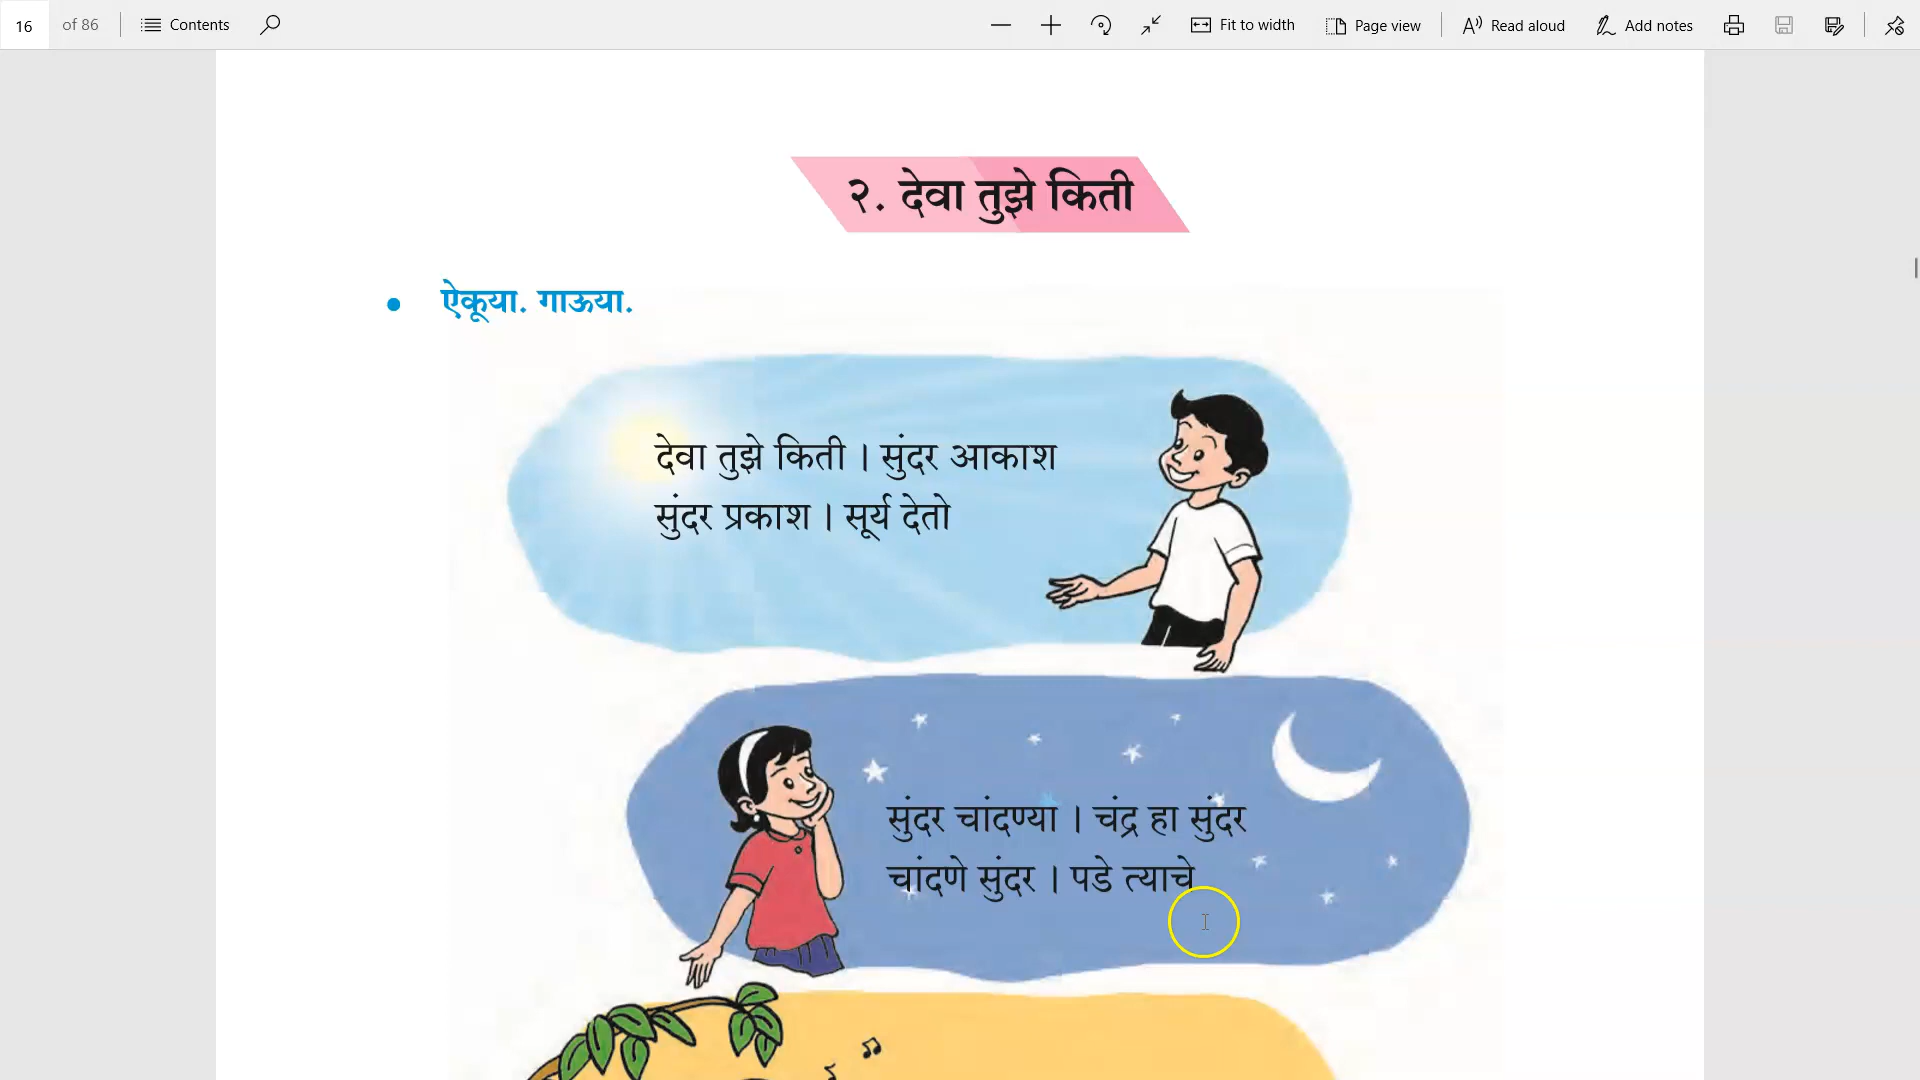 16 of 86 Contents Fit to width Page view Read aloud Add notes
२. देवा तुझे किती
• ऐकूया. गाऊया.
देवा तुझे किती । सुंदर आकाश
सुंदर प्रकाश । सूर्य देतो
सुंदर चांदण्या । चंद्र हा सुंदर
चांदणे सुंदर । पडे त्याचे